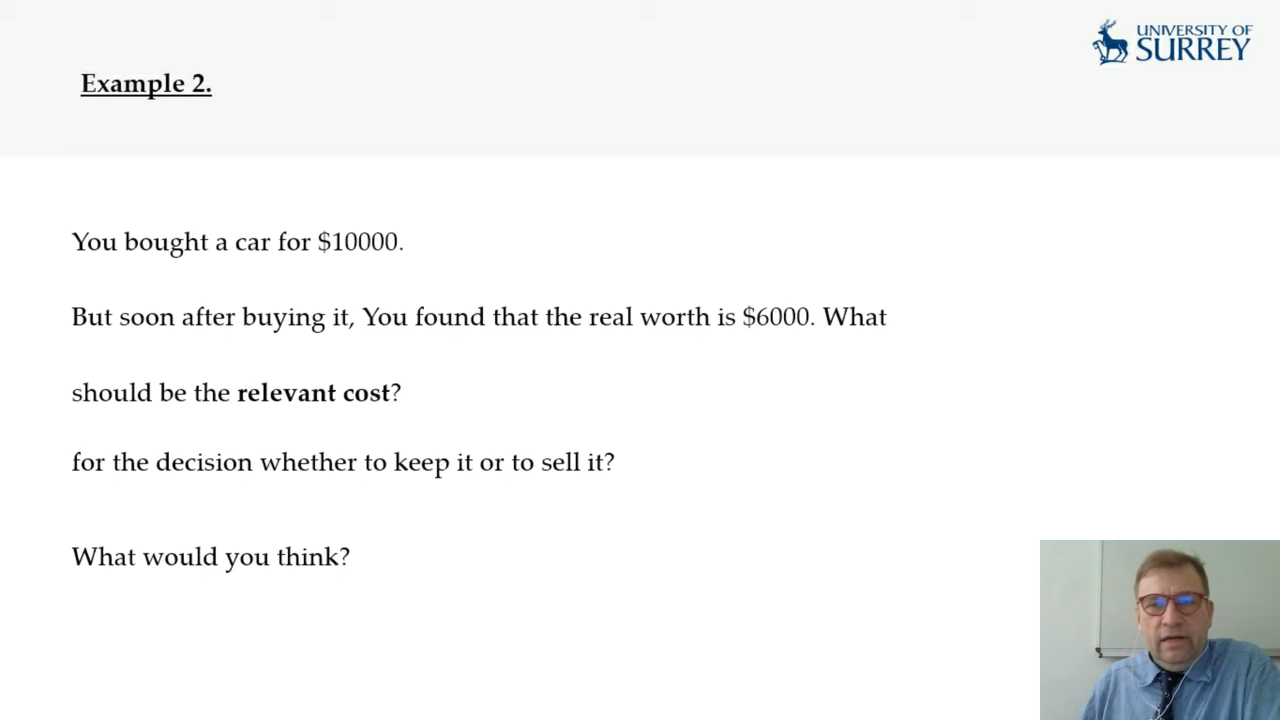 UNIVERSITY OF
SURREY
Example 2.
You bought a car for $10000.
But soon after buying it, You found that the real worth is $6000. What
should be the relevant cost?
for the decision whether to keep it or to sell it?
What would you think?